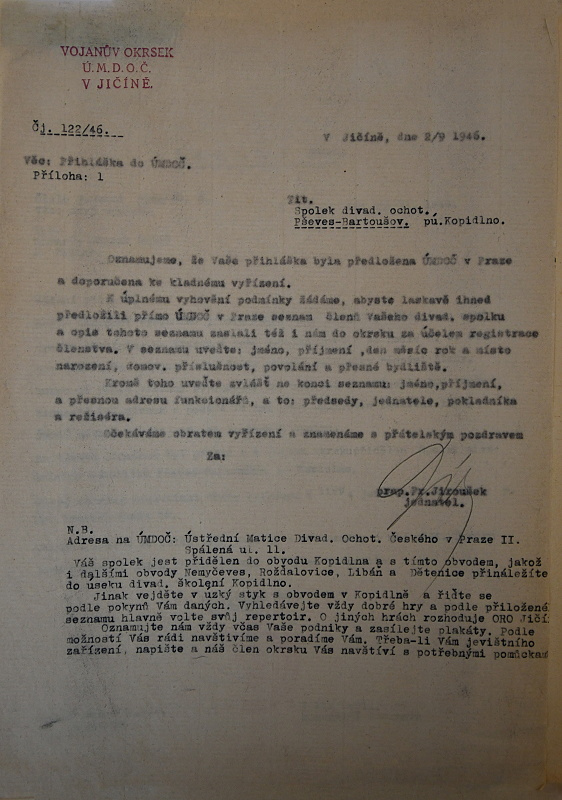 VOJANŮV OKRSEK
Ú.M.D.O.Č.
V JIČÍNĚ.
Čj. 122/46.
V Jičíně, dne 2/9 1946.
Věc: Přihláška do ÚMDOČ.
Příloha: 1
Tit.
Spolek divad. ochot.
Pševes-Bartoušov. pú.Kopidlno.
Oznamujeme, že Vaše přihláška byla předložena ÚMDOČ v Praze
a doporučena ke kladnému vyřízení.
K úplnému vyhovění podmínky žádáme, abyste laskavě ihned
předložili přímo ÚMDOČ v Praze seznam členů Vašeho divad. spolku
a opis tohoto seznamu zaslali též i nám do okrsku za účelem registrace
členstva. V seznamu uveďte: jméno, příjmení ,den měsíc rok a místo
narození, domov. příslušnost, povolání a přesné bydliště.
Kromě toho uveďte zvlášť na konci seznamu: jméno,příjmení,
a přesnou adresu funkcionářů, a to: předsedy, jednatele, pokladníka
a režiséra.
Očekáváme obratem vyřízení a znamenáme s přátelským pozdravem
Za:
prap.Fr.Jiroušek
jednatel.
N.B.
Adresa na ÚMDOČ: Ústřední Matice Divad. Ochot. Českého v Praze II.
Spálená ul. 11.
Váš spolek jest přidělen do obvodu Kopidlna a s tímto obvodem, jakož
i dalšími obvody Nemyčeves, Rožďalovice, Libáň a Dětenice přináležíte
do úseku divad. školení Kopidlno.
Jinak vejděte v úzký styk s obvodem v Kopidlně a řiďte se
podle pokynů Vám daných. Vyhledávejte vždy dobré hry a podle přiložené
seznamu hlavně volte svůj repertoir. O jiných hrách rozhoduje ORO Jičí
Oznamujte nám vždy včas Vaše podniky a zasílejte plakáty. Podle
možností Vás rádi navštívíme a poradíme Vám. Třeba-li Vám jevištního
zařízení, napište a náš člen okrsku Vás navštíví s potřebnými pomůckam